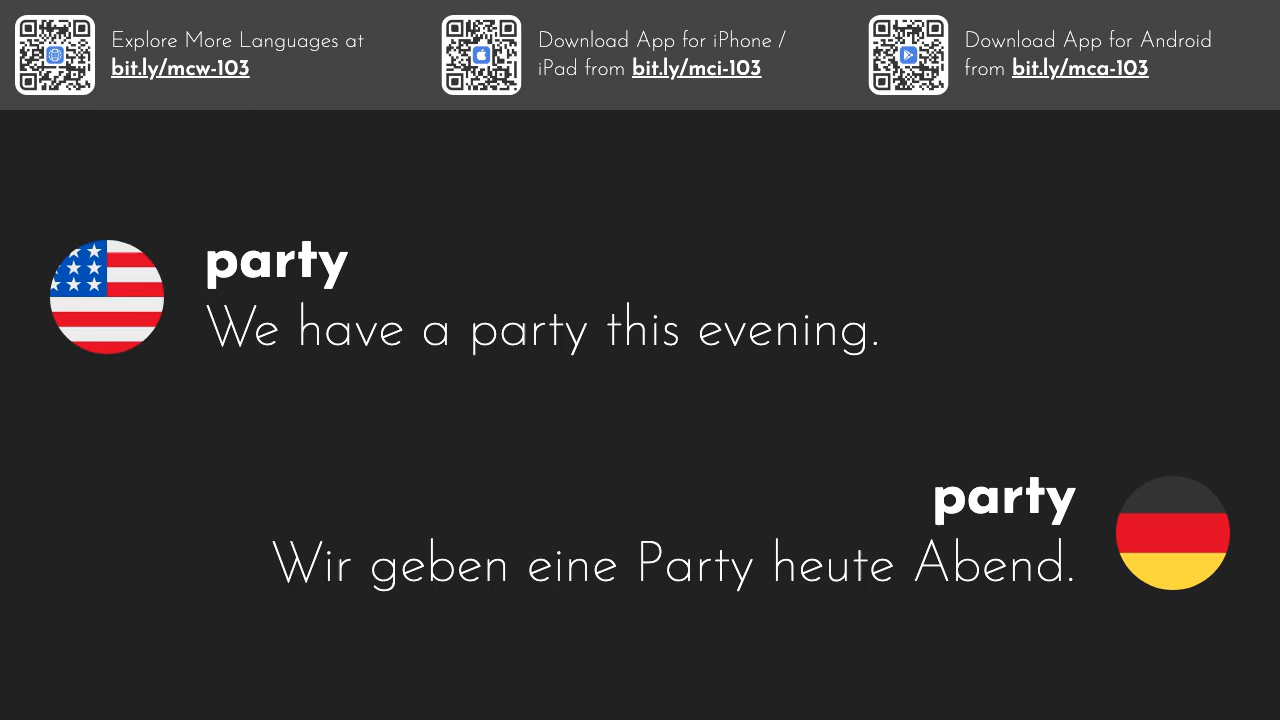 Explore More Languages at
bit.ly/mcw-103
Download App for iPhone /
iPad from bit.ly/mci-103
Download App for Android
from bit.ly/mca-103
party
We have a party this evening.
party
Wir geben eine Party heute Abend.